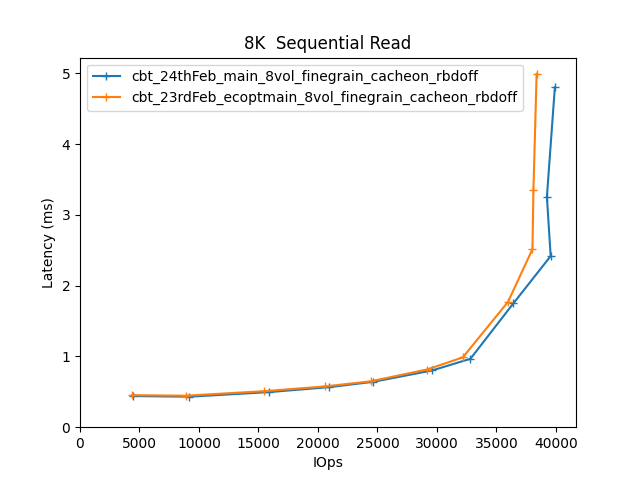 8K  Sequential Read
cbt_24thFeb_main_8vol_finegrain_cacheon_rbdoff
cbt_23rdFeb_ecoptmain_8vol_finegrain_cacheon_rbdoff
Latency (ms)
5
4
3
2
1
0
0 5000 10000 15000 20000 25000 30000 35000 40000
IOps